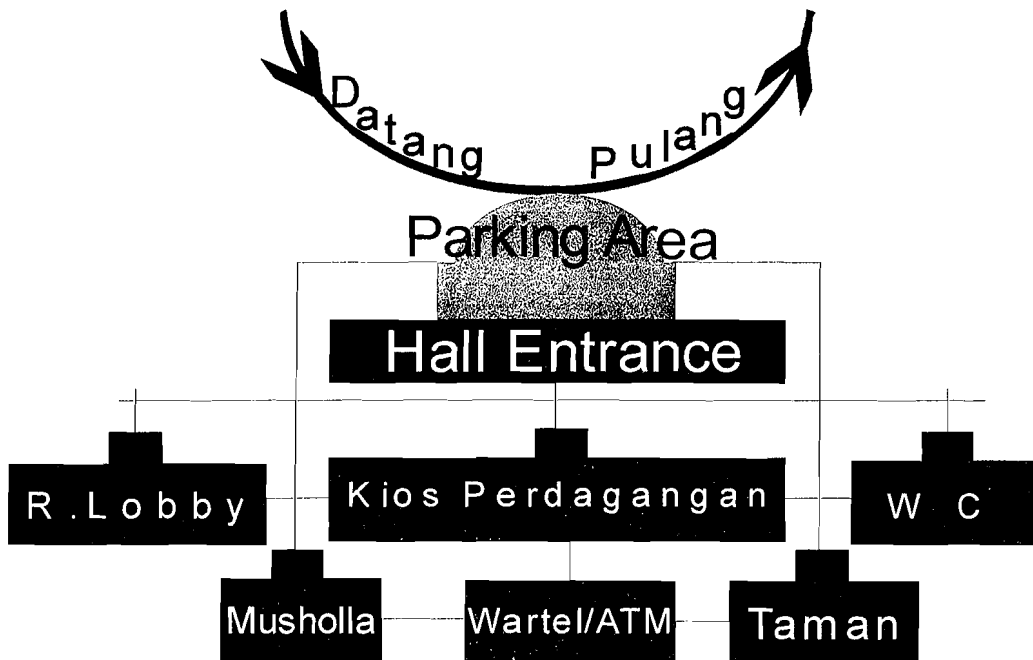 Datang Pulang
Parking Area
Hall Entrance
R.Lobby Kios Perdagangan W C
Musholla Wartel/ATM Taman